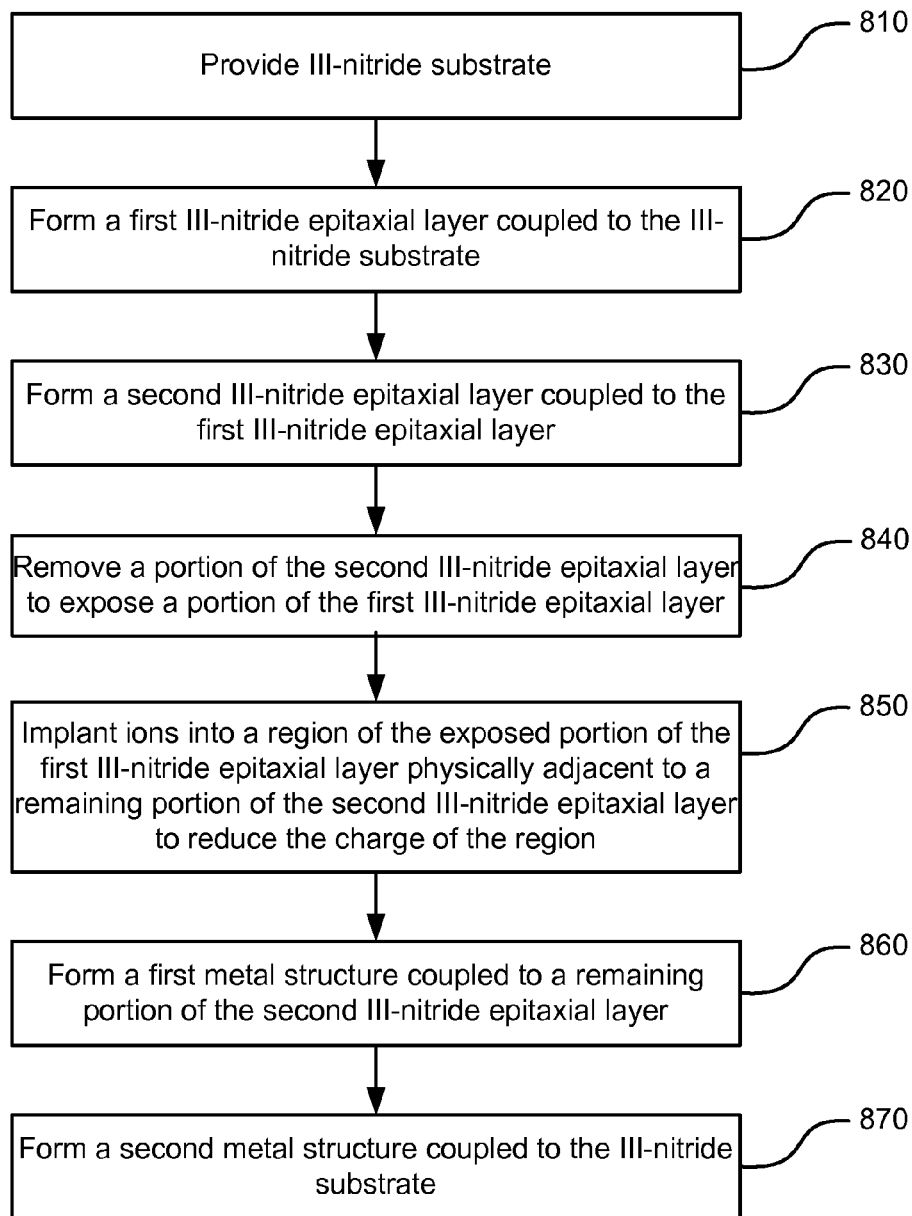 810
Provide III-nitride substrate
820
Form a first III-nitride epitaxial layer coupled to the III-
nitride substrate
830
Form a second III-nitride epitaxial layer coupled to the
first III-nitride epitaxial layer
840
Remove a portion of the second III-nitride epitaxial layer
to expose a portion of the first III-nitride epitaxial layer
850
Implant ions into a region of the exposed portion of the
first III-nitride epitaxial layer physically adjacent to a
remaining portion of the second III-nitride epitaxial layer
to reduce the charge of the region
860
Form a first metal structure coupled to a remaining
portion of the second III-nitride epitaxial layer
870
Form a second metal structure coupled to the III-nitride
substrate